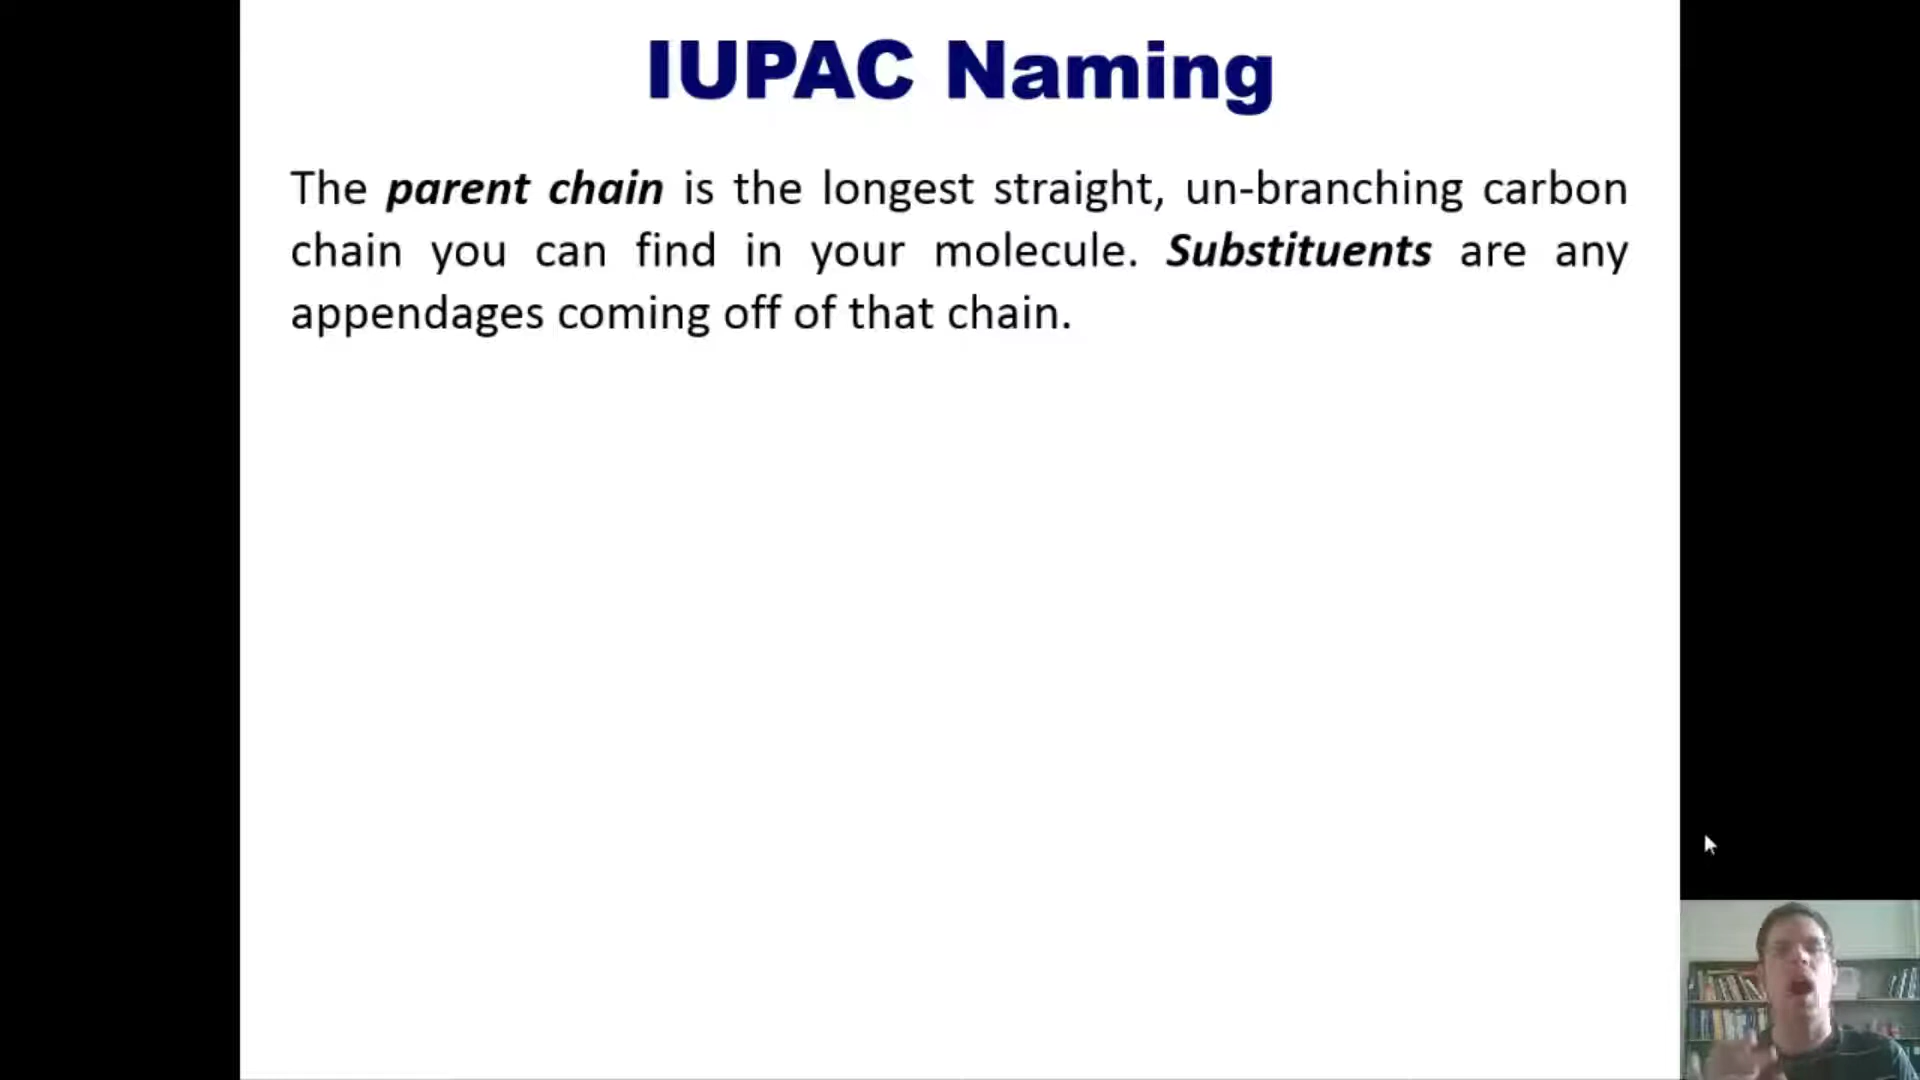 IUPAC Naming
The parent chain is the longest straight, un-branching carbon
chain you can find in your molecule. Substituents are any
appendages coming off of that chain.